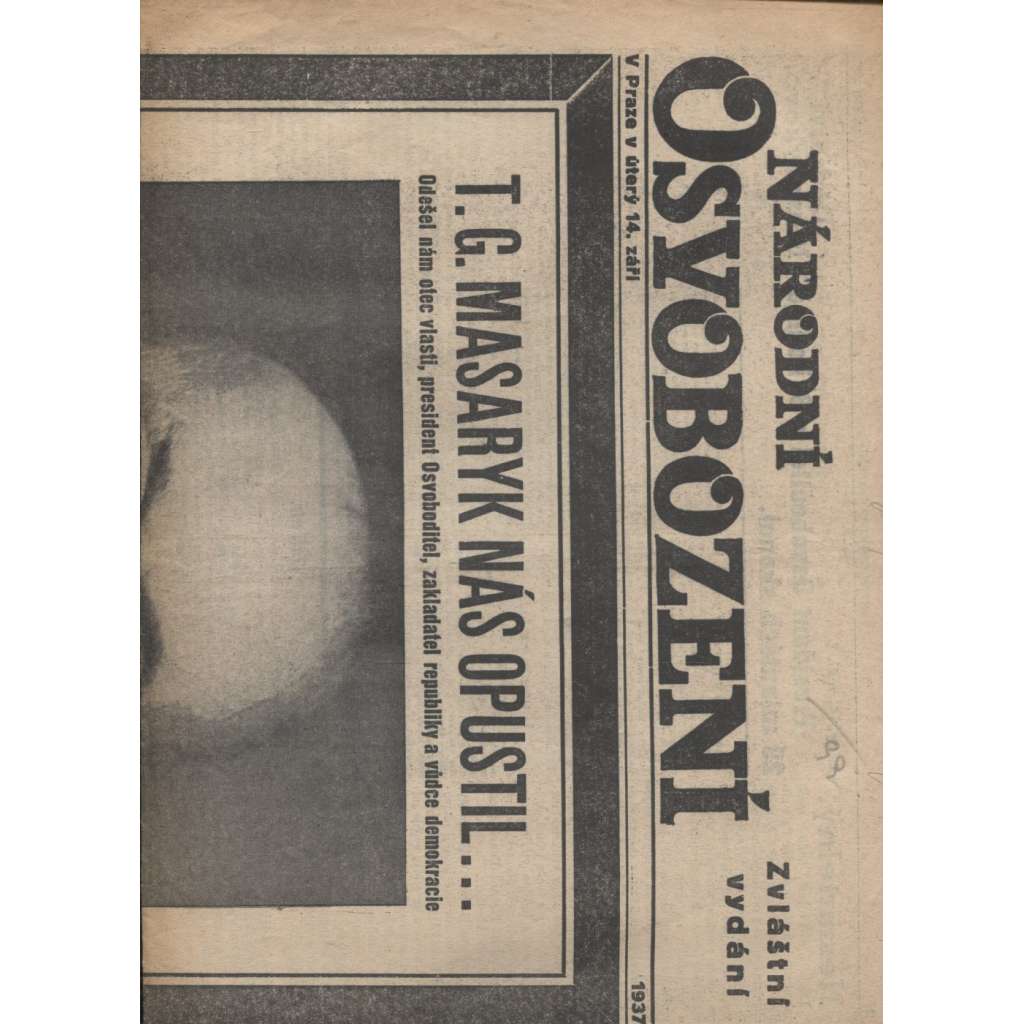 NÁRODNÍ
OSVOBOZENÍ
Zvláštní
vydání
V Praze v úterý 14. září
1937
T. G. MASARYK NÁS OPUSTIL...
Odešel nám otec vlasti, president Osvoboditel, zakladatel republiky a vůdce demokracie
99